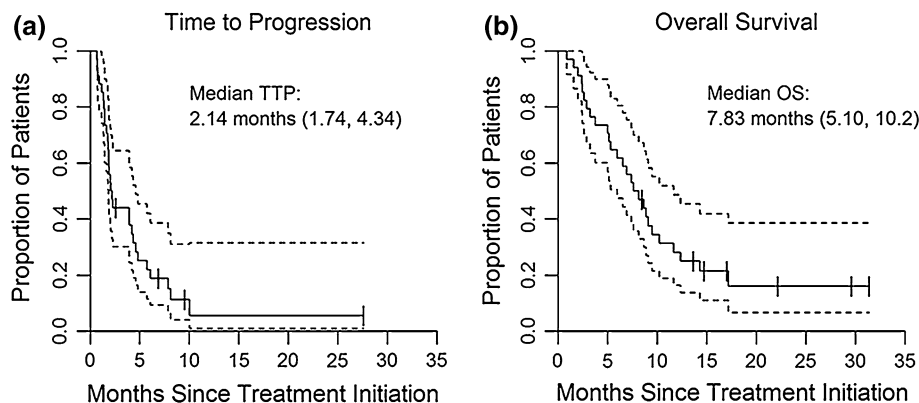 (a) Time to Progression
Proportion of Patients
1.0
0.8
0.6
0.4
0.2
0.0
Median TTP:
2.14 months (1.74, 4.34)
0 5 10 15 20 25 30 35
Months Since Treatment Initiation
(b) Overall Survival
Proportion of Patients
1.0
0.8
0.6
0.4
0.2
0.0
Median OS:
7.83 months (5.10, 10.2)
0 5 10 15 20 25 30 35
Months Since Treatment Initiation